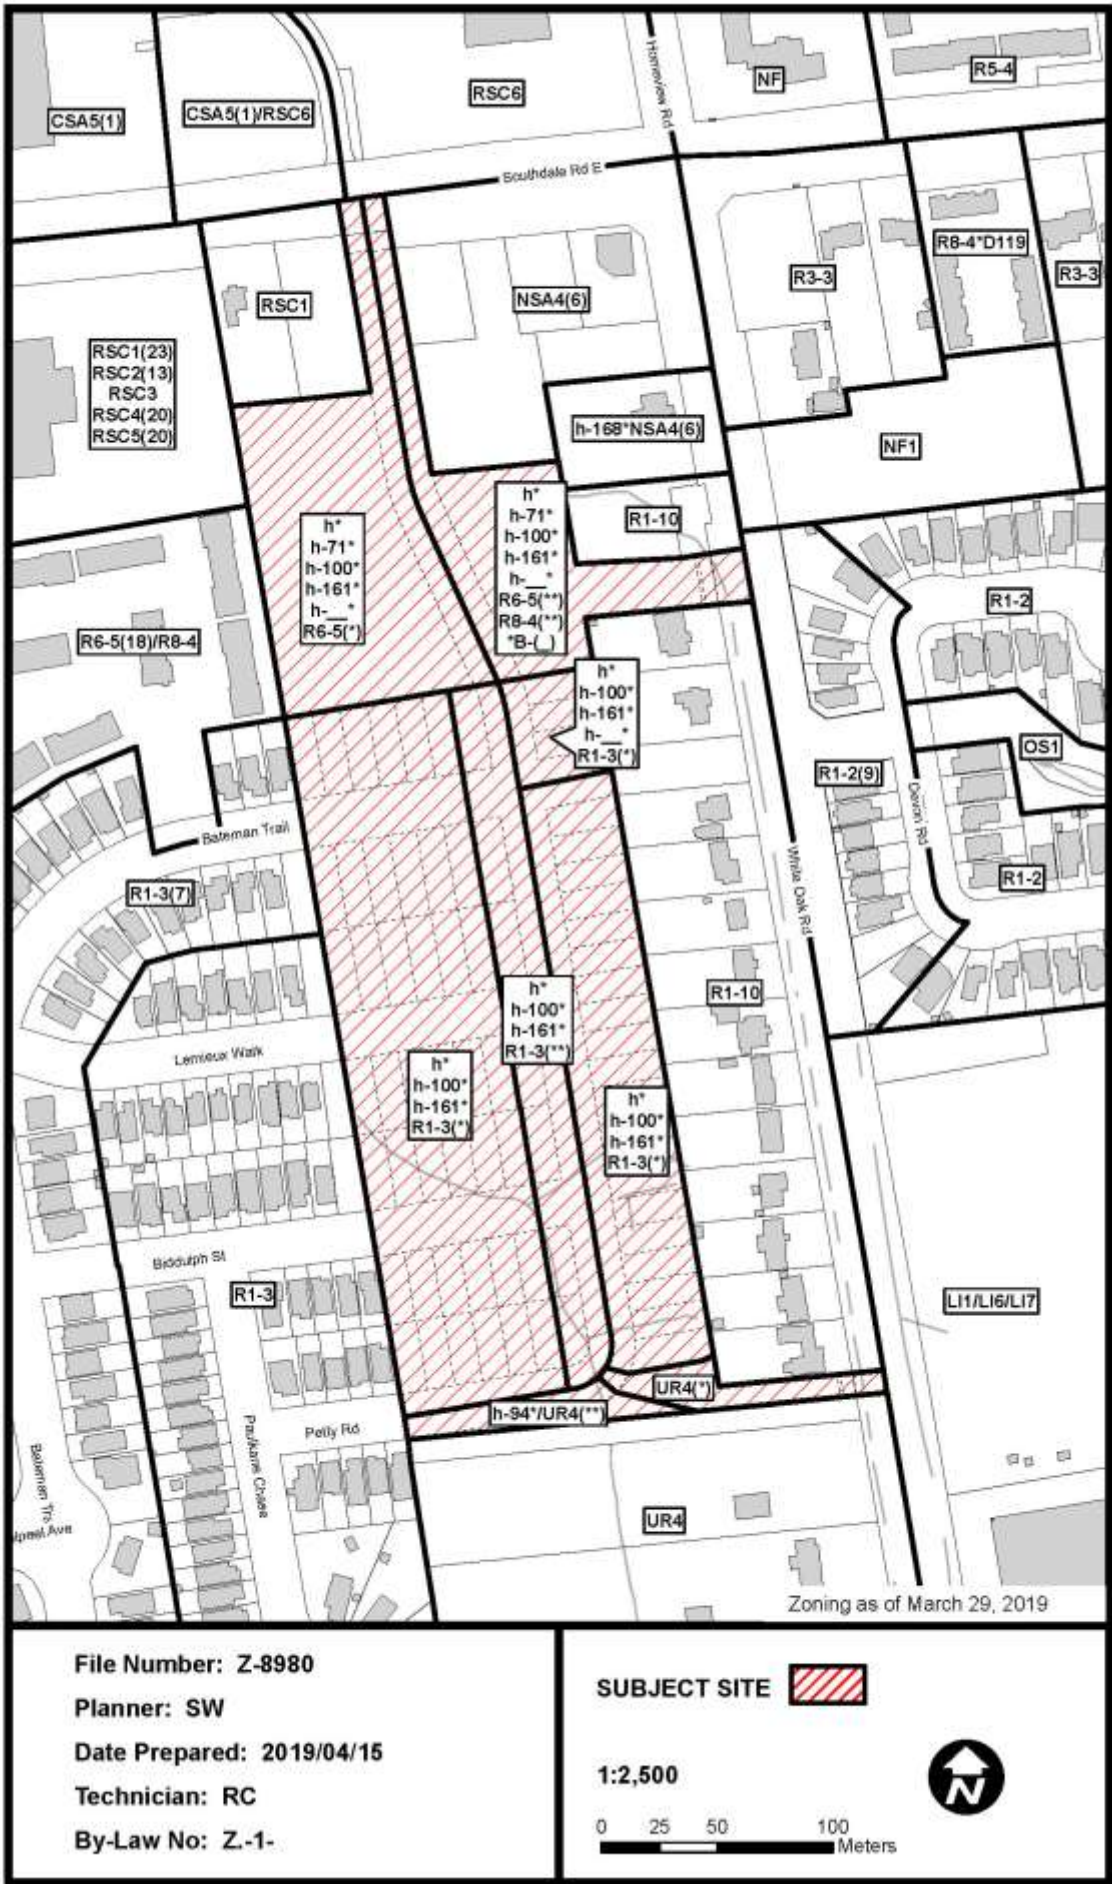 CSA5(1)
CSA5(1)/RSC6
RSC6
Homeview Rd
NF
R5-4
Southdale Rd E
RSC1
NSA4(6)
R3-3
R8-4*D119
R3-3
RSC1(23)
RSC2(13)
RSC3
RSC4(20)
RSC5(20)
h-168*NSA4(6)
NF1
h*
h-71*
h-100*
h-161*
h-__*
R6-5(*)
h*
h-71*
h-100*
h-161*
h-__*
R6-5(**)
R8-4(**)
*B-(_)
R1-10
R1-2
R6-5(18)/R8-4
h*
h-100*
h-161*
h-__*
R1-3(*)
OS1
R1-2(9)
Devon Rd
R1-2
Bateman Trail
R1-3(7)
White Oak Rd
R1-10
h*
h-100*
h-161*
R1-3(**)
Lemieux Walk
h*
h-100*
h-161*
R1-3(*)
h*
h-100*
h-161*
R1-3(*)
Biddulph St
R1-3
LI1/LI6/LI7
UR4(*)
h-94*/UR4(**)
Petty Rd
Paulkane Chase
Bateman Tra
Ave
UR4
Zoning as of March 29, 2019
File Number: Z-8980
Planner: SW
Date Prepared: 2019/04/15
Technician: RC
By-Law No: Z.-1-
SUBJECT SITE
1:2,500
N
0 25 50 100
Meters